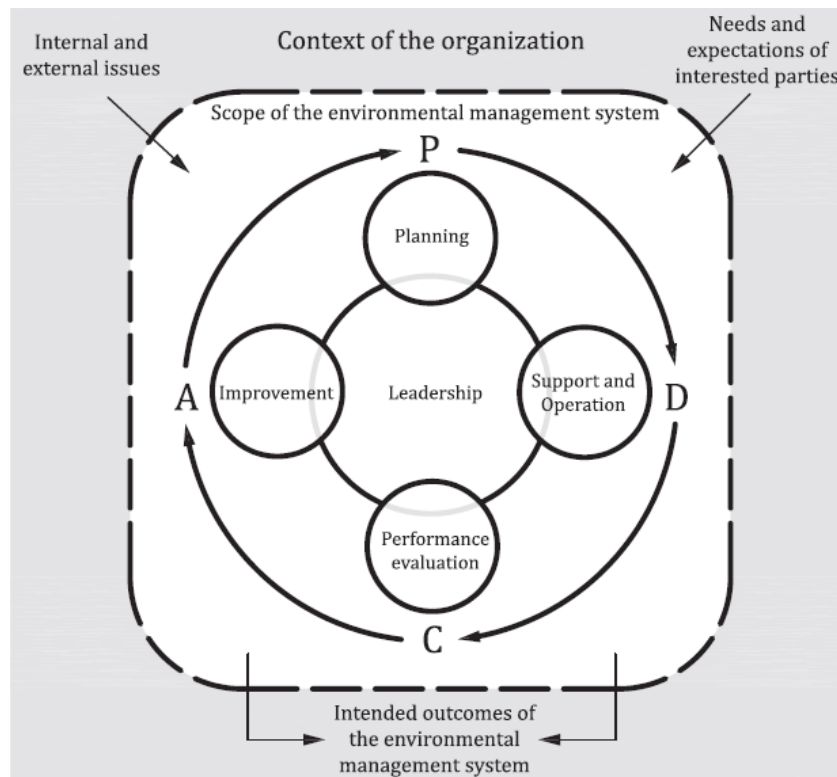 Internal and
external issues
Context of the organization
Needs and
expectations of
interested parties
Scope of the environmental management system
P
Planning
A
Improvement
Leadership
Support and
Operation
D
Performance
evaluation
C
Intended outcomes of
the environmental
management system